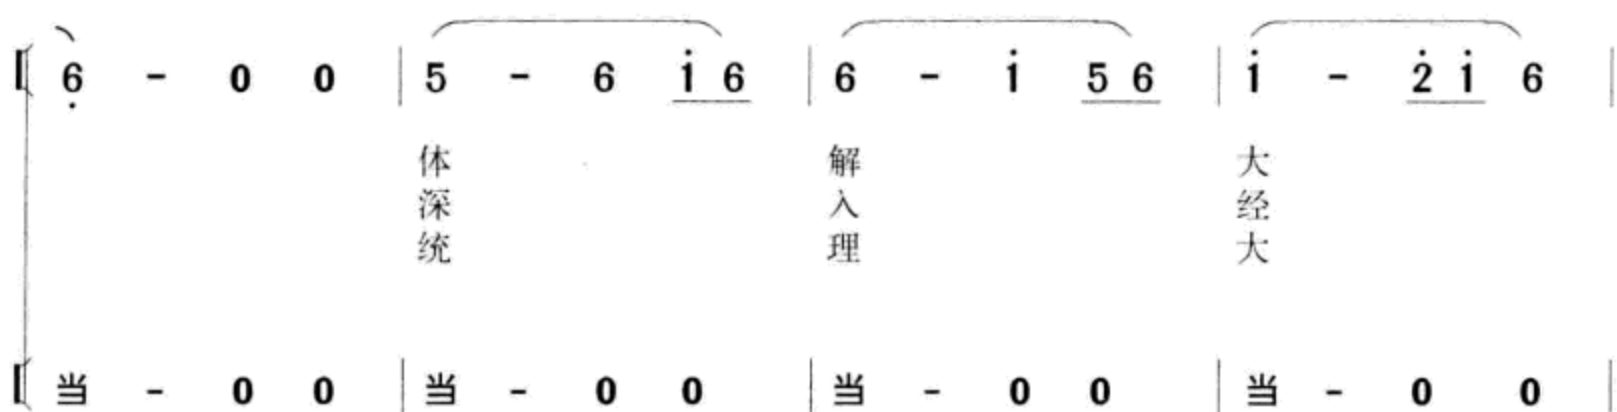 6̣ - 0 0 | 5 - 6 i̇ 6 | 6 - i̇ 5 6 | i̇ - 2̇ i̇ 6 |
体 解 大
深 入 经
统 理 大
当 - 0 0 | 当 - 0 0 | 当 - 0 0 | 当 - 0 0 |